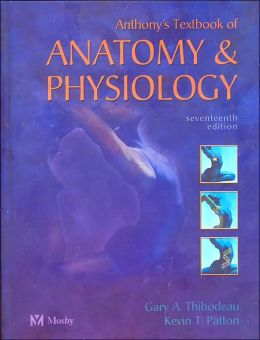 Anthony's Textbook of
ANATOMY &
PHYSIOLOGY
seventeenth
edition
Gary A. Thibodeau
Kevin T. Patton
M Mosby